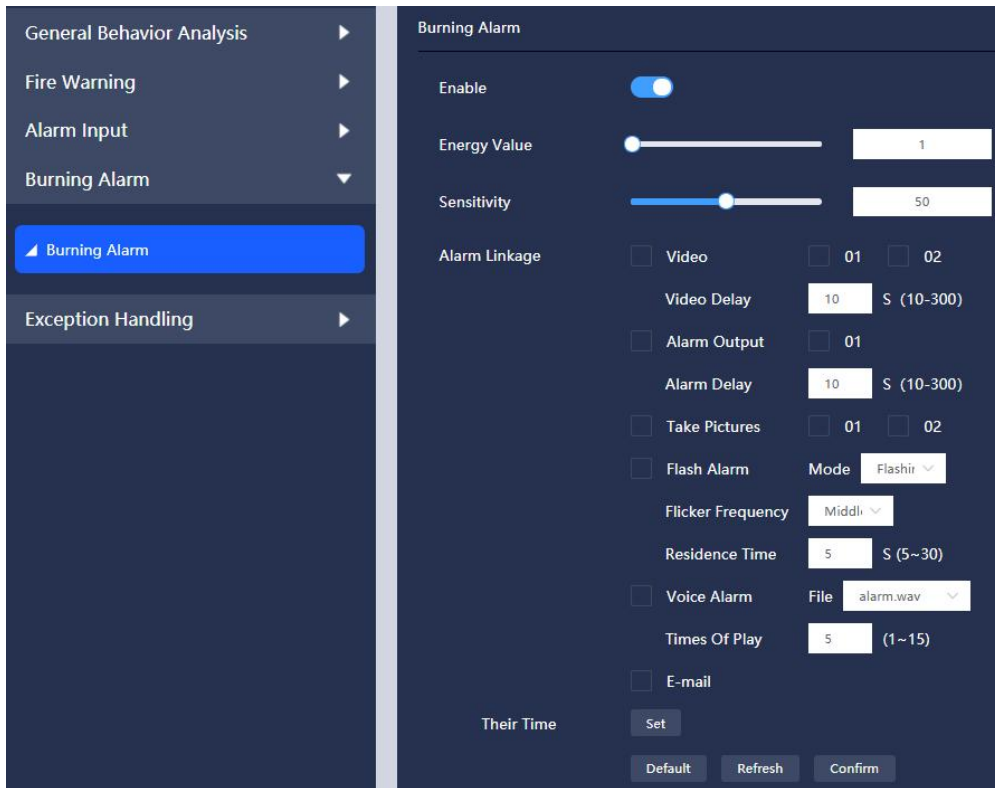 General Behavior Analysis
Fire Warning
Alarm Input
Burning Alarm
Burning Alarm
Exception Handling
Burning Alarm
Enable
Energy Value 1
Sensitivity 50
Alarm Linkage Video 01 02
Video Delay 10 S (10-300)
Alarm Output 01
Alarm Delay 10 S (10-300)
Take Pictures 01 02
Flash Alarm Mode Flashir
Flicker Frequency Middl
Residence Time 5 S (5~30)
Voice Alarm File alarm.wav
Times Of Play 5 (1~15)
E-mail
Their Time Set
Default Refresh Confirm